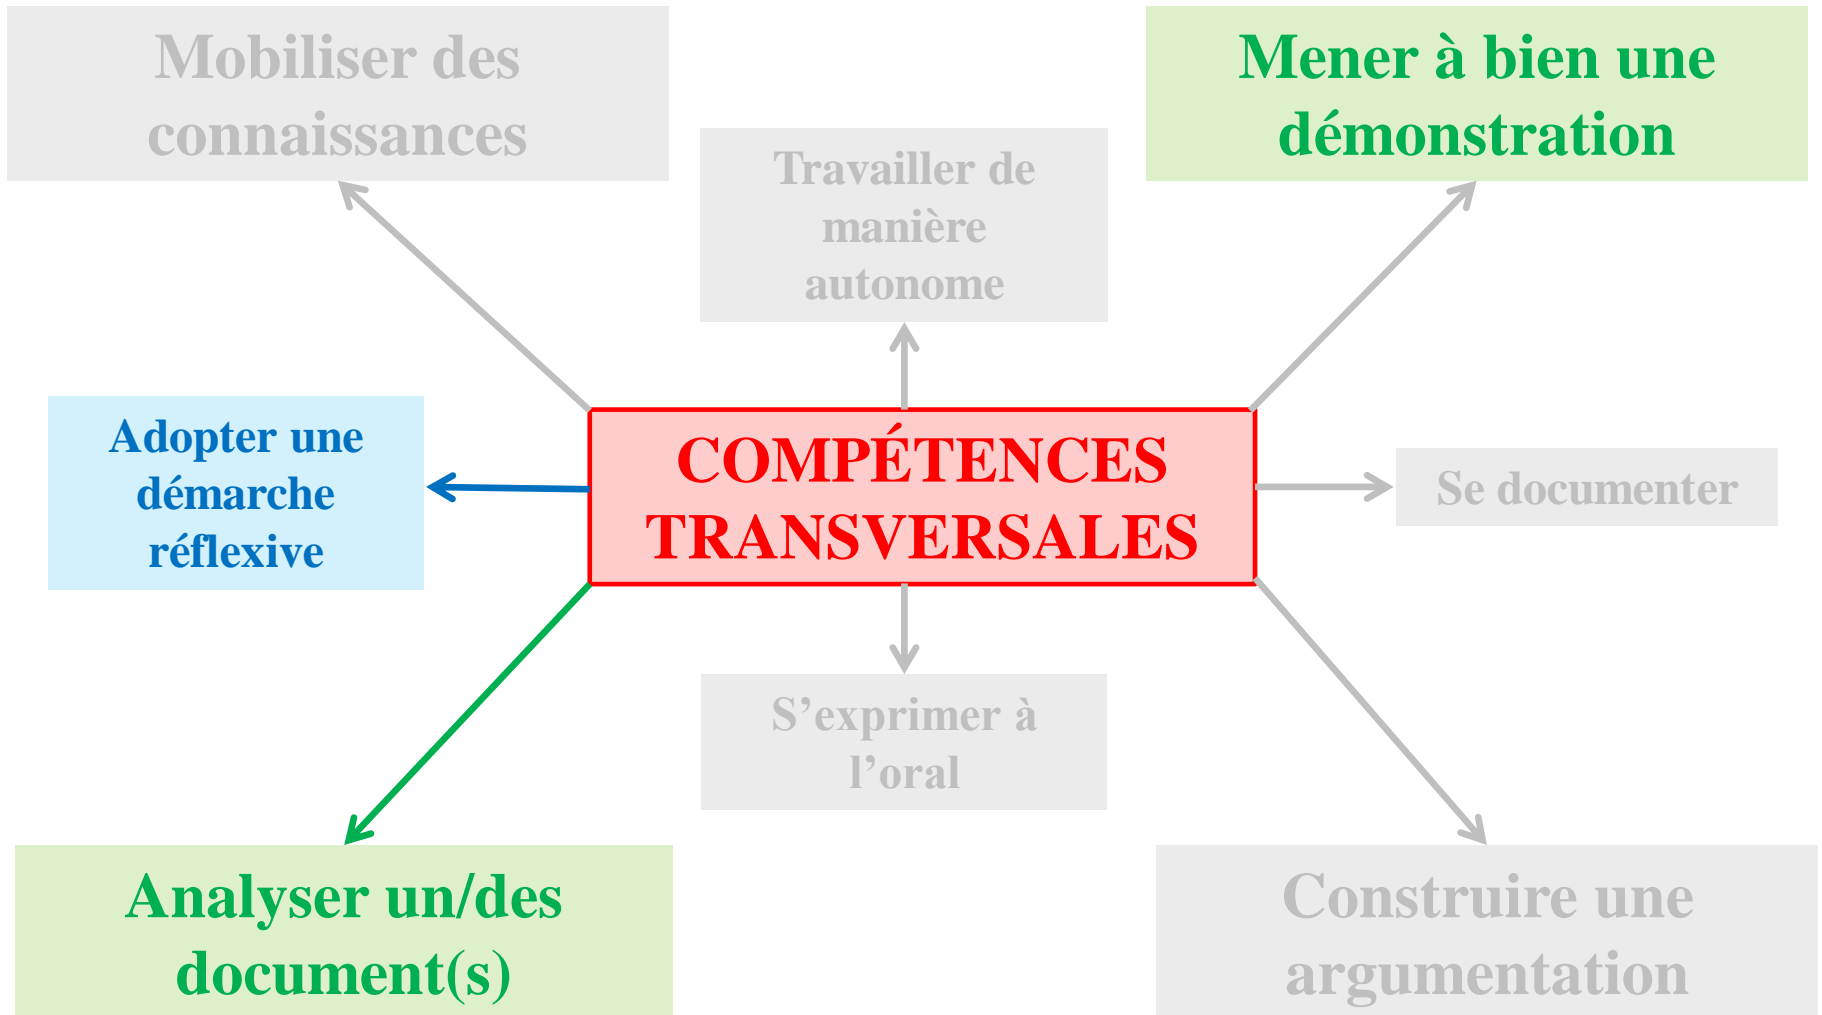 Mobiliser des
connaissances
Mener à bien une
démonstration
Travailler de
manière
autonome
Adopter une
démarche
réflexive
COMPÉTENCES
TRANSVERSALES
Se documenter
S’exprimer à
l’oral
Analyser un/des
document(s)
Construire une
argumentation